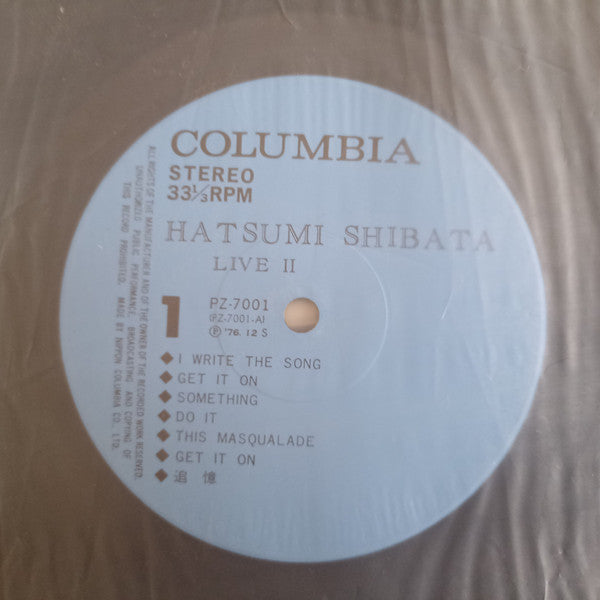 COLUMBIA
STEREO
33⅓RPM
HATSUMI SHIBATA
LIVE II
1
PZ-7001
(PZ-7001-A)
Ⓟ '76. 12 S
◆ I WRITE THE SONG
◆ GET IT ON
◆ SOMETHING
◆ DO IT
◆ THIS MASQUALADE
◆ GET IT ON
◆ 追憶
ALL RIGHTS OF THE MANUFACTURER AND OF THE OWNER OF THE RECORDED WORK RESERVED.
UNAUTHORIZED PUBLIC PERFORMANCE, BROADCASTING AND COPYING OF
THIS RECORD PROHIBITED. MADE BY NIPPON COLUMBIA CO., LTD.